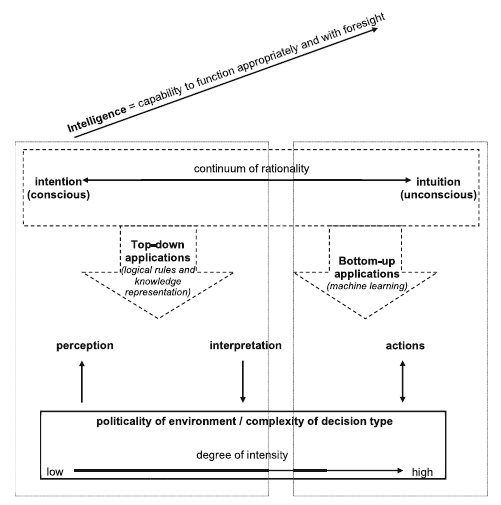 Intelligence = capability to function appropriately and with foresight
continuum of rationality
intention
(conscious)
intuition
(unconscious)
Top-down
applications
(logical rules and
knowledge
representation)
Bottom-up
applications
(machine learning)
perception
interpretation
actions
politicality of environment / complexity of decision type
degree of intensity
low
high